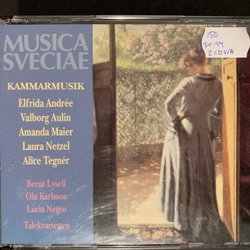 MUSICA
SVECIAE
KAMMARMUSIK
Elfrida Andrée
Valborg Aulin
Amanda Maier
Laura Netzel
Alice Tegnér
Bernt Lysell
Ola Karlsson
Lucia Negro
Talekvartetten
150